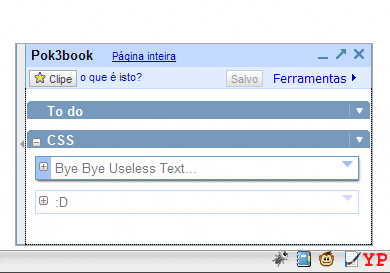 Pok3book Página inteira
Clipe o que é isto? Salvo Ferramentas
To do
CSS
Bye Bye Useless Text...
:D
YP